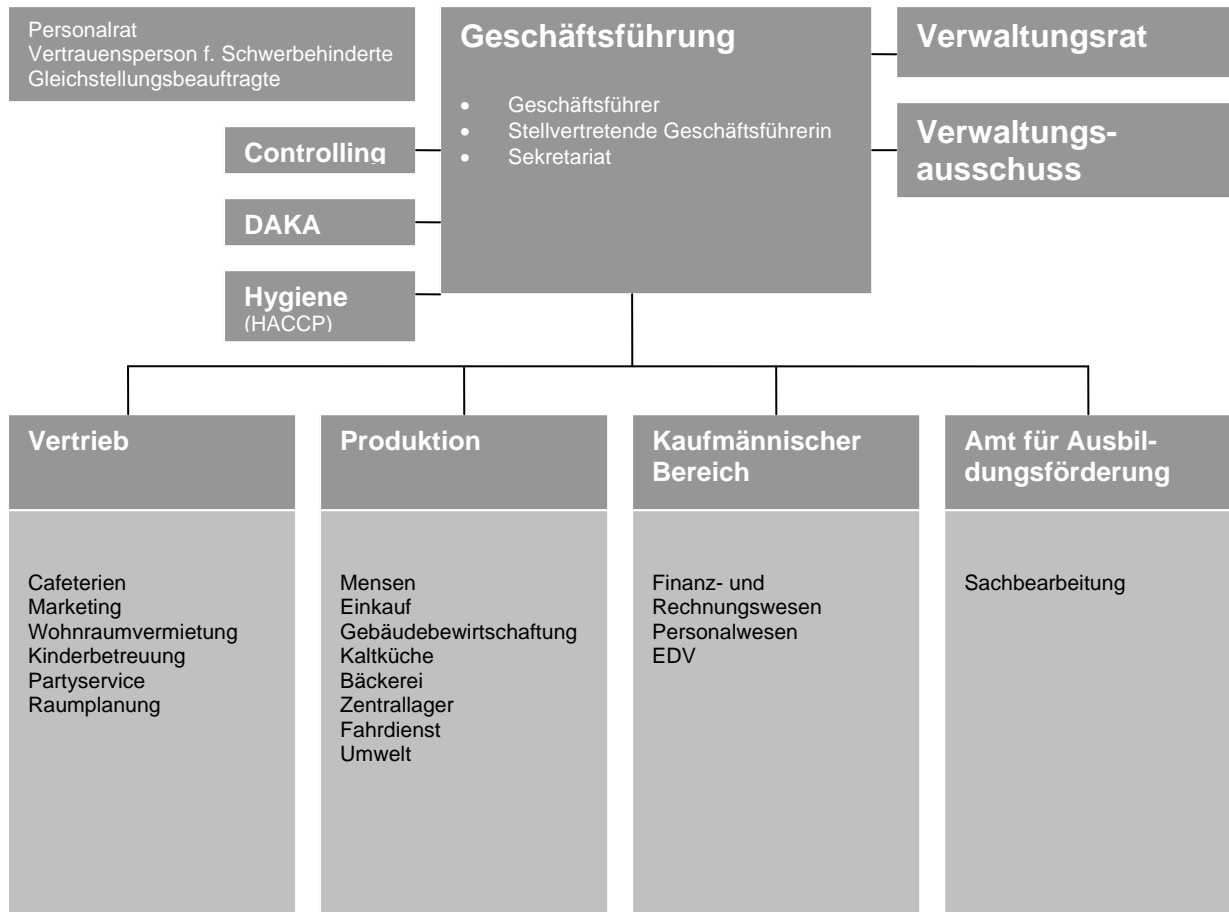 Personalrat
Vertrauensperson f. Schwerbehinderte
Gleichstellungsbeauftragte
Geschäftsführung
• Geschäftsführer
• Stellvertretende Geschäftsführerin
• Sekretariat
Verwaltungsrat
Verwaltungs-
ausschuss
Controlling
DAKA
Hygiene
(HACCP)
Vertrieb
Cafeterien
Marketing
Wohnraumvermietung
Kinderbetreuung
Partyservice
Raumplanung
Produktion
Mensen
Einkauf
Gebäudebewirtschaftung
Kaltküche
Bäckerei
Zentrallager
Fahrdienst
Umwelt
Kaufmännischer
Bereich
Finanz- und
Rechnungswesen
Personalwesen
EDV
Amt für Ausbil-
dungsförderung
Sachbearbeitung